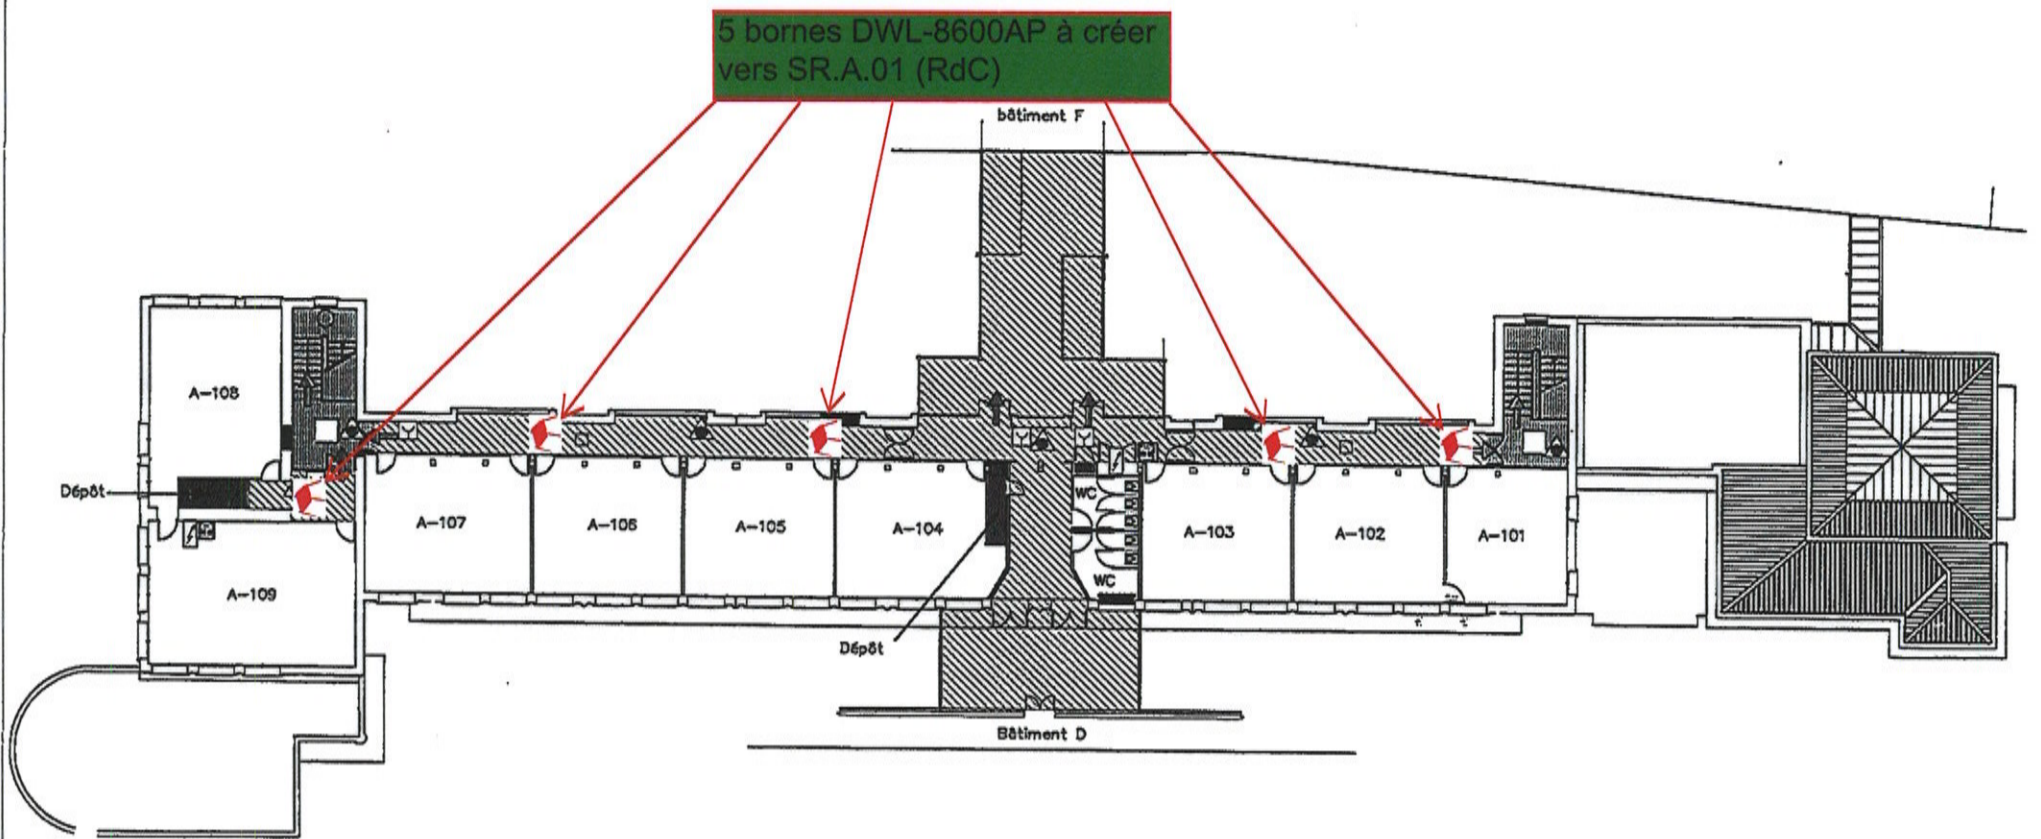 5 bornes DWL-8600AP à créer
vers SR.A.01 (RdC)
bâtiment F
A-108
Dépôt
A-107
A-106
A-105
A-104
WC
A-103
A-102
A-101
WC
A-109
Dépôt
Bâtiment D